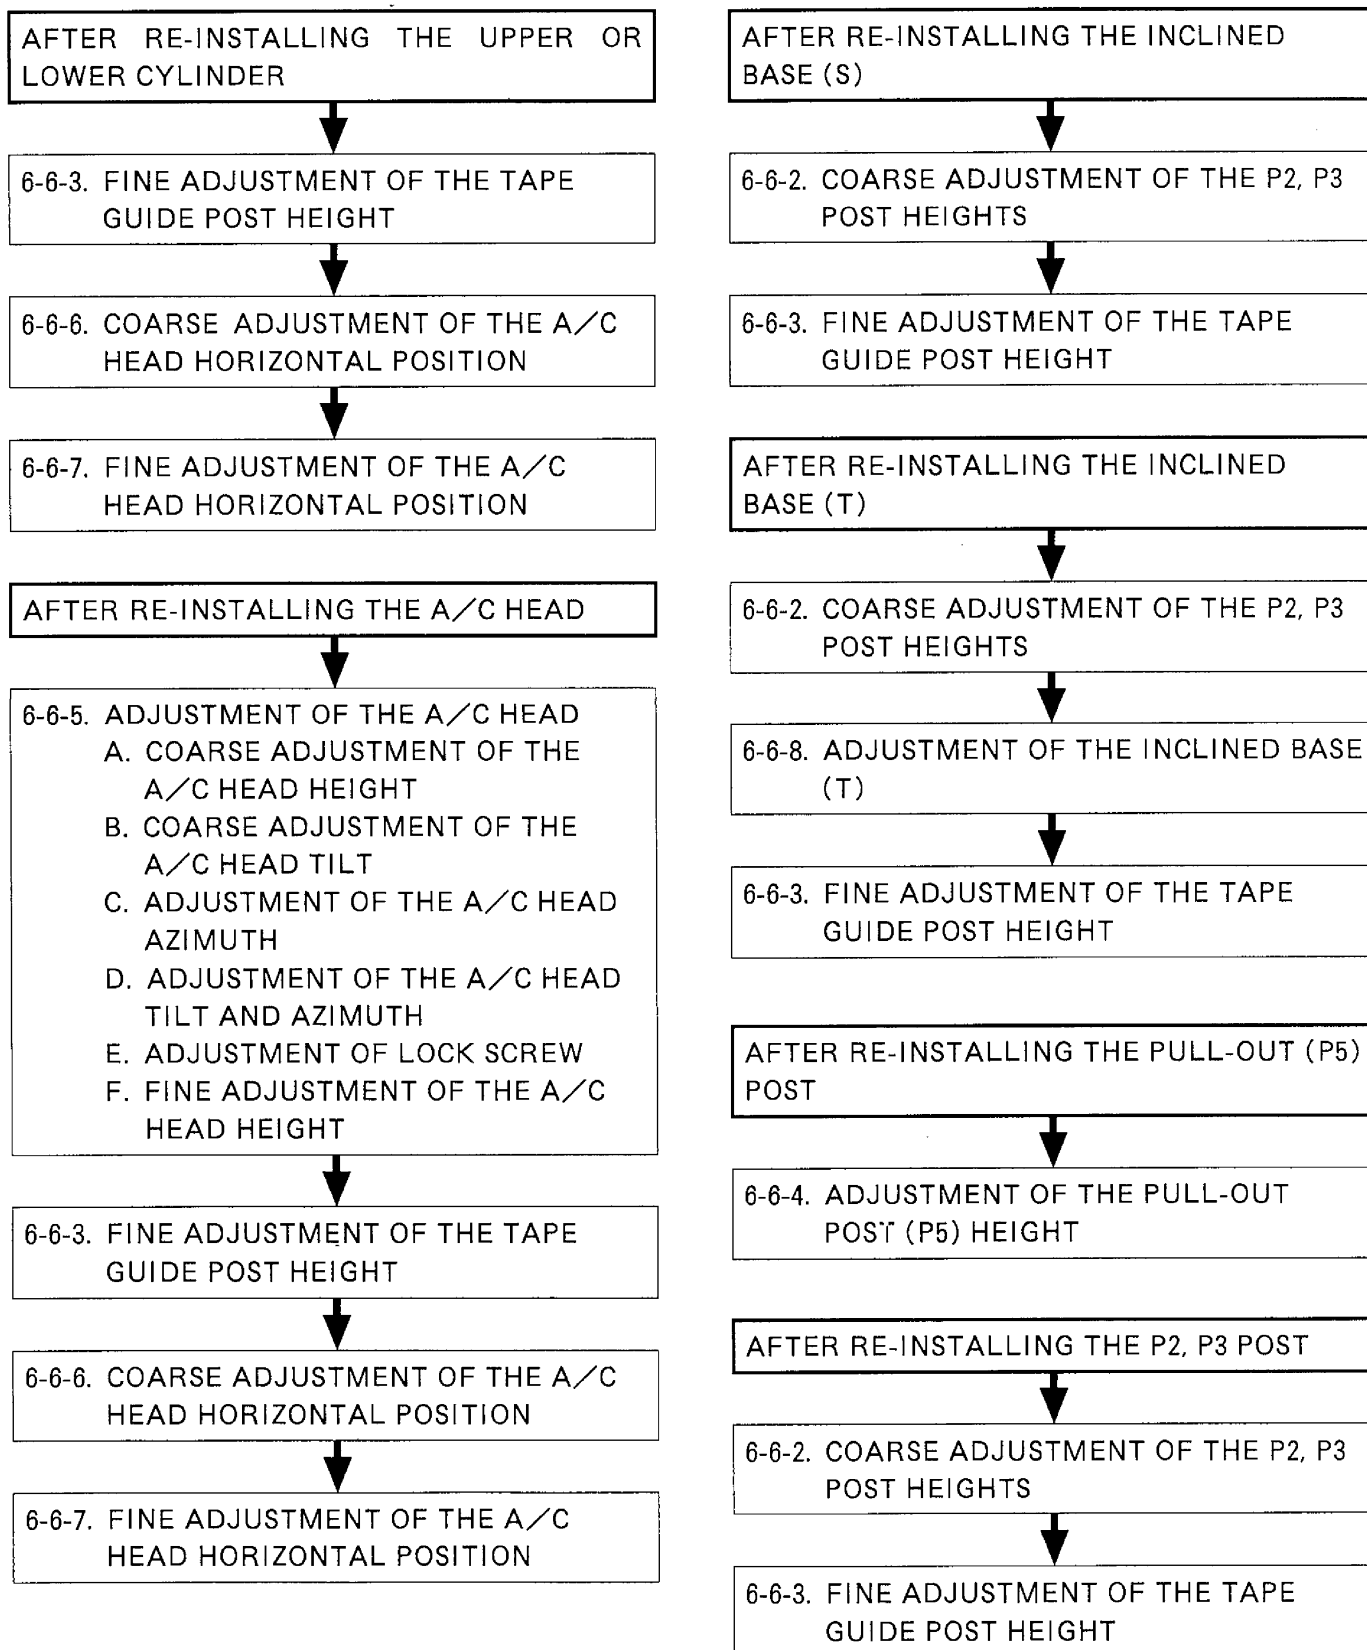 AFTER RE-INSTALLING THE UPPER OR
LOWER CYLINDER
6-6-3. FINE ADJUSTMENT OF THE TAPE
GUIDE POST HEIGHT
6-6-6. COARSE ADJUSTMENT OF THE A/C
HEAD HORIZONTAL POSITION
6-6-7. FINE ADJUSTMENT OF THE A/C
HEAD HORIZONTAL POSITION
AFTER RE-INSTALLING THE A/C HEAD
6-6-5. ADJUSTMENT OF THE A/C HEAD
A. COARSE ADJUSTMENT OF THE
A/C HEAD HEIGHT
B. COARSE ADJUSTMENT OF THE
A/C HEAD TILT
C. ADJUSTMENT OF THE A/C HEAD
AZIMUTH
D. ADJUSTMENT OF THE A/C HEAD
TILT AND AZIMUTH
E. ADJUSTMENT OF LOCK SCREW
F. FINE ADJUSTMENT OF THE A/C
HEAD HEIGHT
6-6-3. FINE ADJUSTMENT OF THE TAPE
GUIDE POST HEIGHT
6-6-6. COARSE ADJUSTMENT OF THE A/C
HEAD HORIZONTAL POSITION
6-6-7. FINE ADJUSTMENT OF THE A/C
HEAD HORIZONTAL POSITION
AFTER RE-INSTALLING THE INCLINED
BASE (S)
6-6-2. COARSE ADJUSTMENT OF THE P2, P3
POST HEIGHTS
6-6-3. FINE ADJUSTMENT OF THE TAPE
GUIDE POST HEIGHT
AFTER RE-INSTALLING THE INCLINED
BASE (T)
6-6-2. COARSE ADJUSTMENT OF THE P2, P3
POST HEIGHTS
6-6-8. ADJUSTMENT OF THE INCLINED BASE
(T)
6-6-3. FINE ADJUSTMENT OF THE TAPE
GUIDE POST HEIGHT
AFTER RE-INSTALLING THE PULL-OUT (P5)
POST
6-6-4. ADJUSTMENT OF THE PULL-OUT
POST (P5) HEIGHT
AFTER RE-INSTALLING THE P2, P3 POST
6-6-2. COARSE ADJUSTMENT OF THE P2, P3
POST HEIGHTS
6-6-3. FINE ADJUSTMENT OF THE TAPE
GUIDE POST HEIGHT